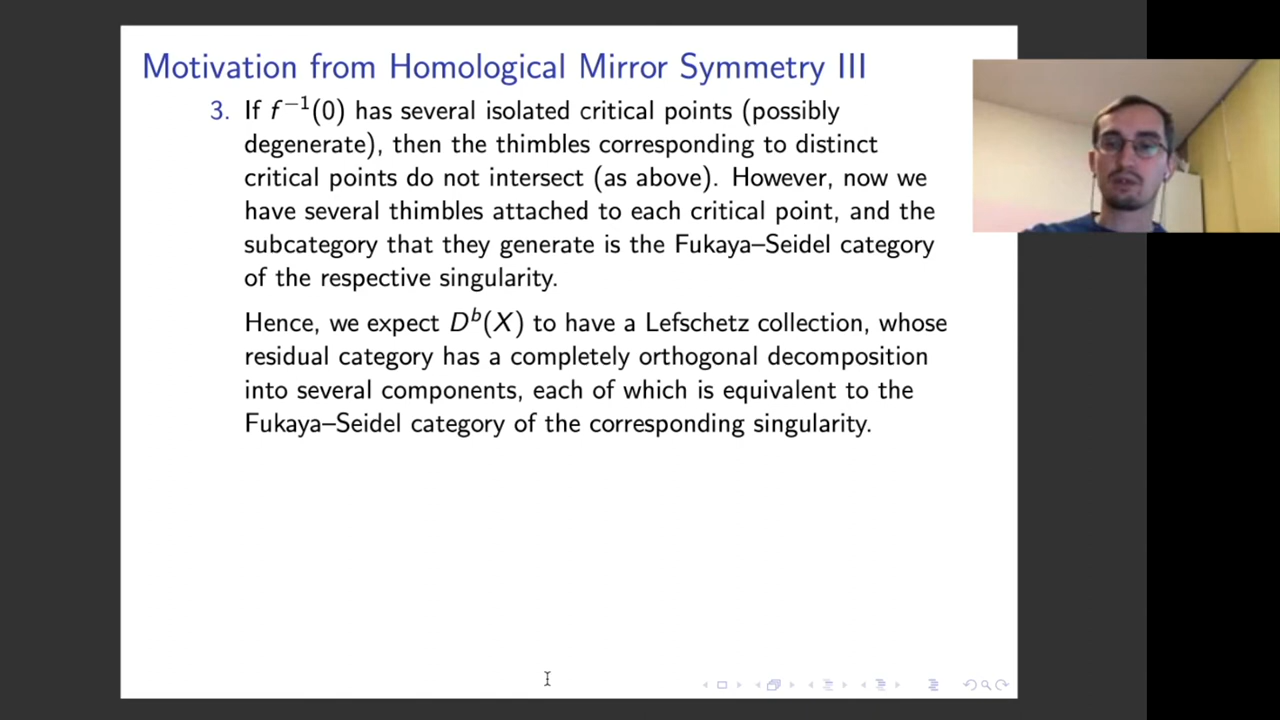 Motivation from Homological Mirror Symmetry III
3. If f⁻¹(0) has several isolated critical points (possibly
degenerate), then the thimbles corresponding to distinct
critical points do not intersect (as above). However, now we
have several thimbles attached to each critical point, and the
subcategory that they generate is the Fukaya–Seidel category
of the respective singularity.
Hence, we expect Dᵇ(X) to have a Lefschetz collection, whose
residual category has a completely orthogonal decomposition
into several components, each of which is equivalent to the
Fukaya–Seidel category of the corresponding singularity.